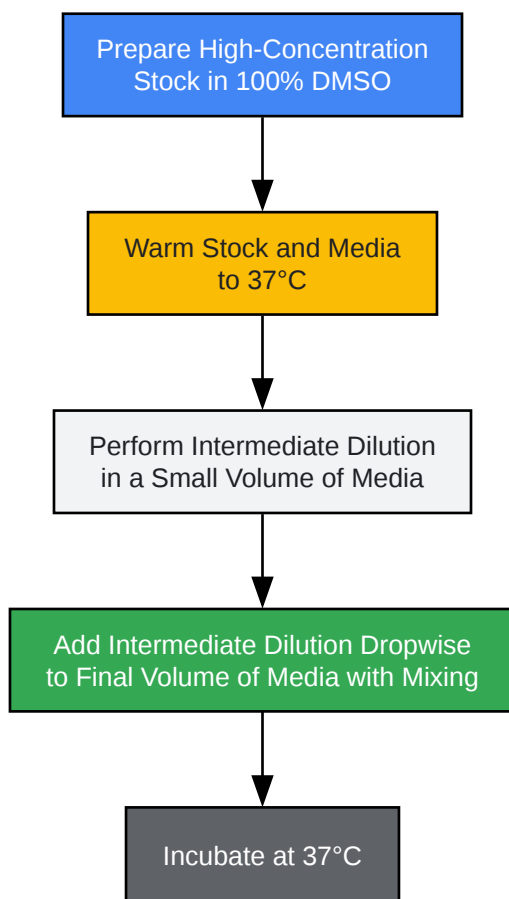 Prepare High-Concentration
Stock in 100% DMSO
Warm Stock and Media
to 37°C
Perform Intermediate Dilution
in a Small Volume of Media
Add Intermediate Dilution Dropwise
to Final Volume of Media with Mixing
Incubate at 37°C